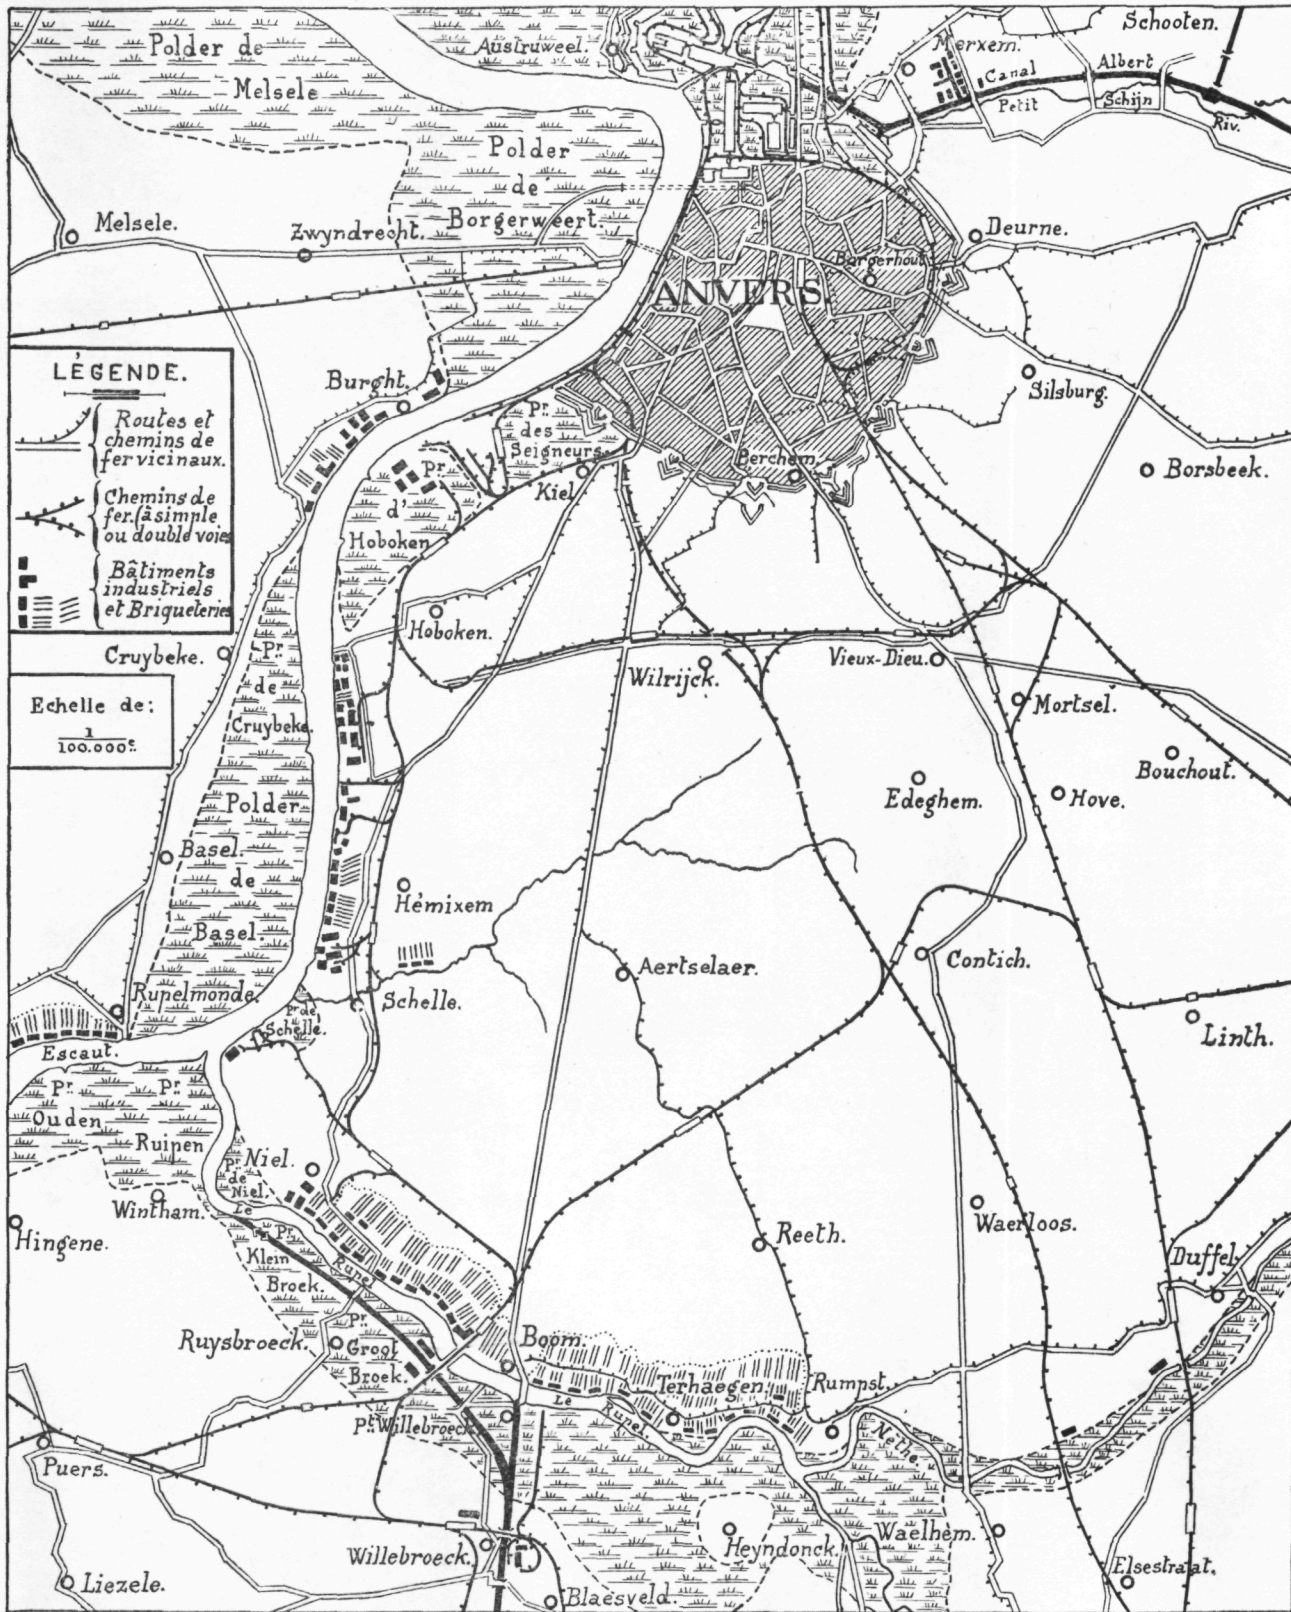 Polder de
Melsele
Austruweel.
Merxem.
Schooten.
Canal
Albert
Petit
Schijn
Riv.
Polder
de
Borgerweert.
Melsele.
Zwyndrecht.
Deurne.
Borgerhout
ANVERS.
LÉGENDE.
Routes et
chemins de
fer vicinaux.
Chemins de
fer. (à simple
ou double voies
Bâtiments
industriels
et Briqueteries
Burght.
Pr.
des
Seigneurs.
Silsburg.
Pr.
d'
Hoboken
Kiel
Berchem.
Borsbeek.
Hoboken.
Cruybeke.
Pr.
de
Cruybeke.
Wilrijck.
Vieux-Dieu.
Mortsel.
Echelle de:
1
100.000e.
Bouchout.
Edeghem.
Hove.
Polder
de
Basel.
Basel.
Hémixem
Aertselaer.
Contich.
Rupelmonde.
Pr. de
Schelle.
Schelle.
Linth.
Escaut.
Pr. Pr.
Ouden
Ruipen
Niel.
Pr.
de
Niel.
Wintham.
Le
Rupel
Hingene.
Pr.
Klein
Broek.
Reeth.
Waerloos.
Duffel.
Ruysbroeck.
Pr.
Groot
Broek.
Boom.
Terhaegen.
Rumpst.
Le
Rupel.
Nethe.
Pt. Willebroeck.
Puers.
Willebroeck.
Heyndonck.
Waelhem.
Liezele.
Blaesveld.
Elsestraat.